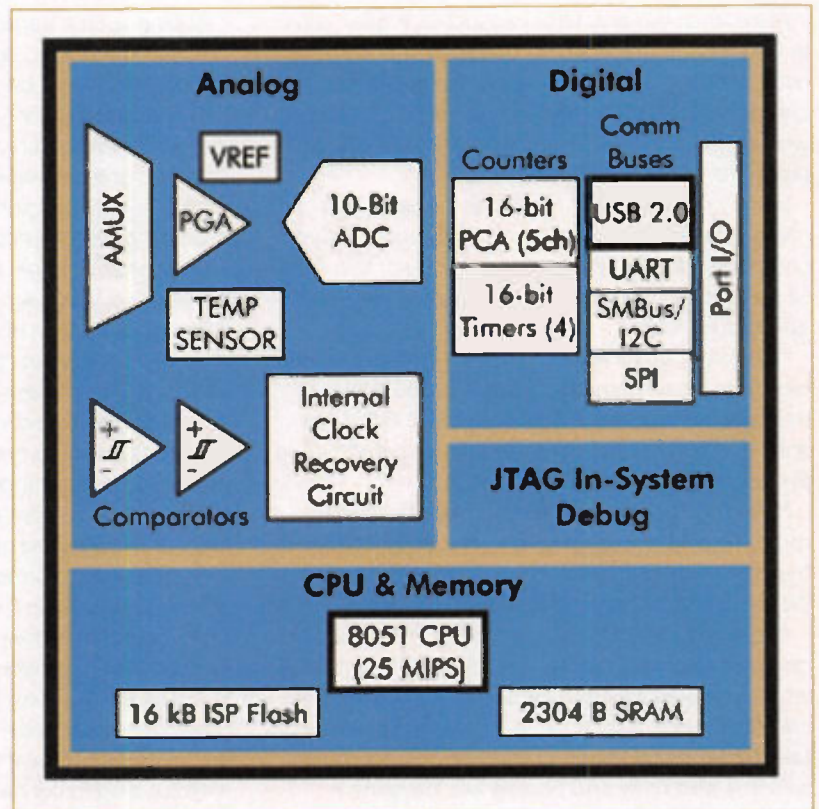 Analog
VREF
AMUX
PGA
10-Bit
ADC
TEMP
SENSOR
+
-
+
-
Comparators
Internal
Clock
Recovery
Circuit
Digital
Counters
Comm
Buses
16-bit
PCA (5ch)
16-bit
Timers (4)
USB 2.0
UART
SMBus/
I2C
SPI
Port I/O
JTAG In-System
Debug
CPU & Memory
8051 CPU
(25 MIPS)
16 kB ISP Flash
2304 B SRAM